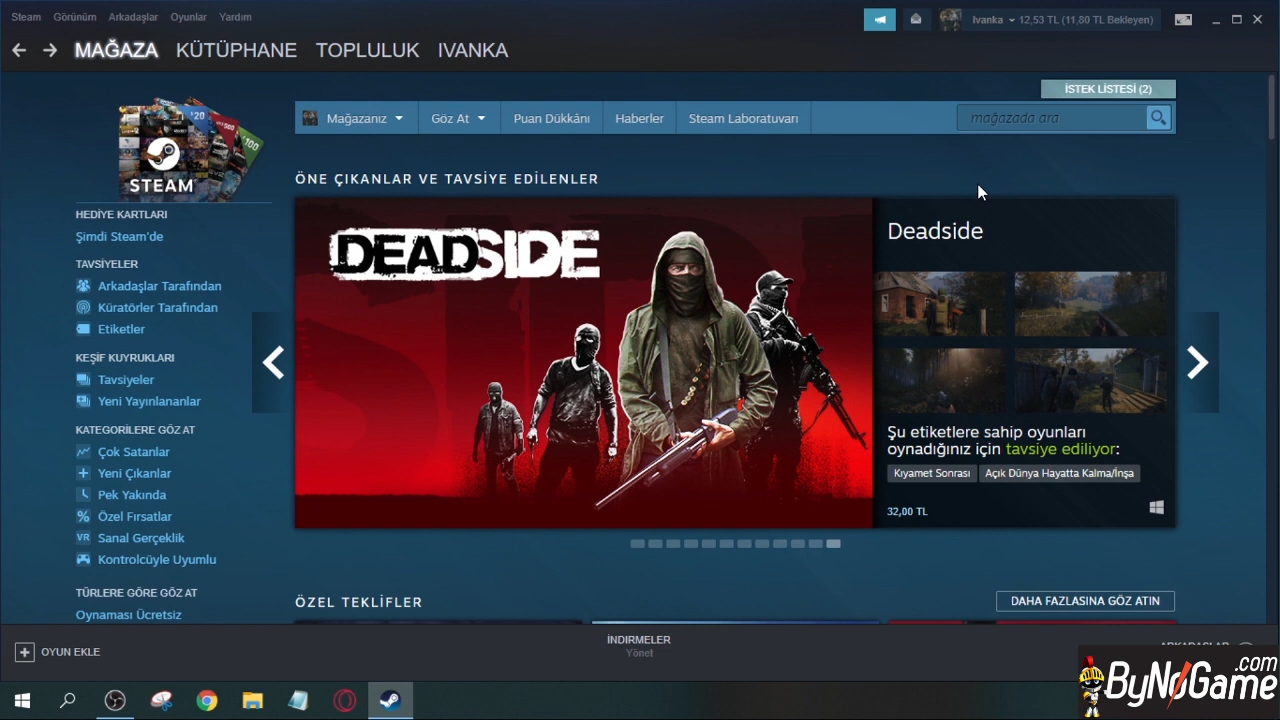 Steam Görünüm Arkadaşlar Oyunlar Yardım
Ivanka 12,53 TL (11,80 TL Bekleyen)
MAĞAZA KÜTÜPHANE TOPLULUK IVANKA
İSTEK LİSTESİ (2)
Mağazanız Göz At Puan Dükkânı Haberler Steam Laboratuvarı mağazada ara
STEAM
HEDİYE KARTLARI
Şimdi Steam'de
TAVSİYELER
Arkadaşlar Tarafından
Küratörler Tarafından
Etiketler
KEŞİF KUYRUKLARI
Tavsiyeler
Yeni Yayınlananlar
KATEGORİLERE GÖZ AT
Çok Satanlar
Yeni Çıkanlar
Pek Yakında
Özel Fırsatlar
VR Sanal Gerçeklik
Kontrolcüyle Uyumlu
TÜRLERE GÖRE GÖZ AT
Oynaması Ücretsiz
ÖNE ÇIKANLAR VE TAVSİYE EDİLENLER
DEADSIDE
Deadside
Şu etiketlere sahip oyunları
oynadığınız için tavsiye ediliyor:
Kıyamet Sonrası Açık Dünya Hayatta Kalma/İnşa
32,00 TL
ÖZEL TEKLİFLER
DAHA FAZLASINA GÖZ ATIN
OYUN EKLE
İNDİRMELER
Yönet
ByNoGame.com